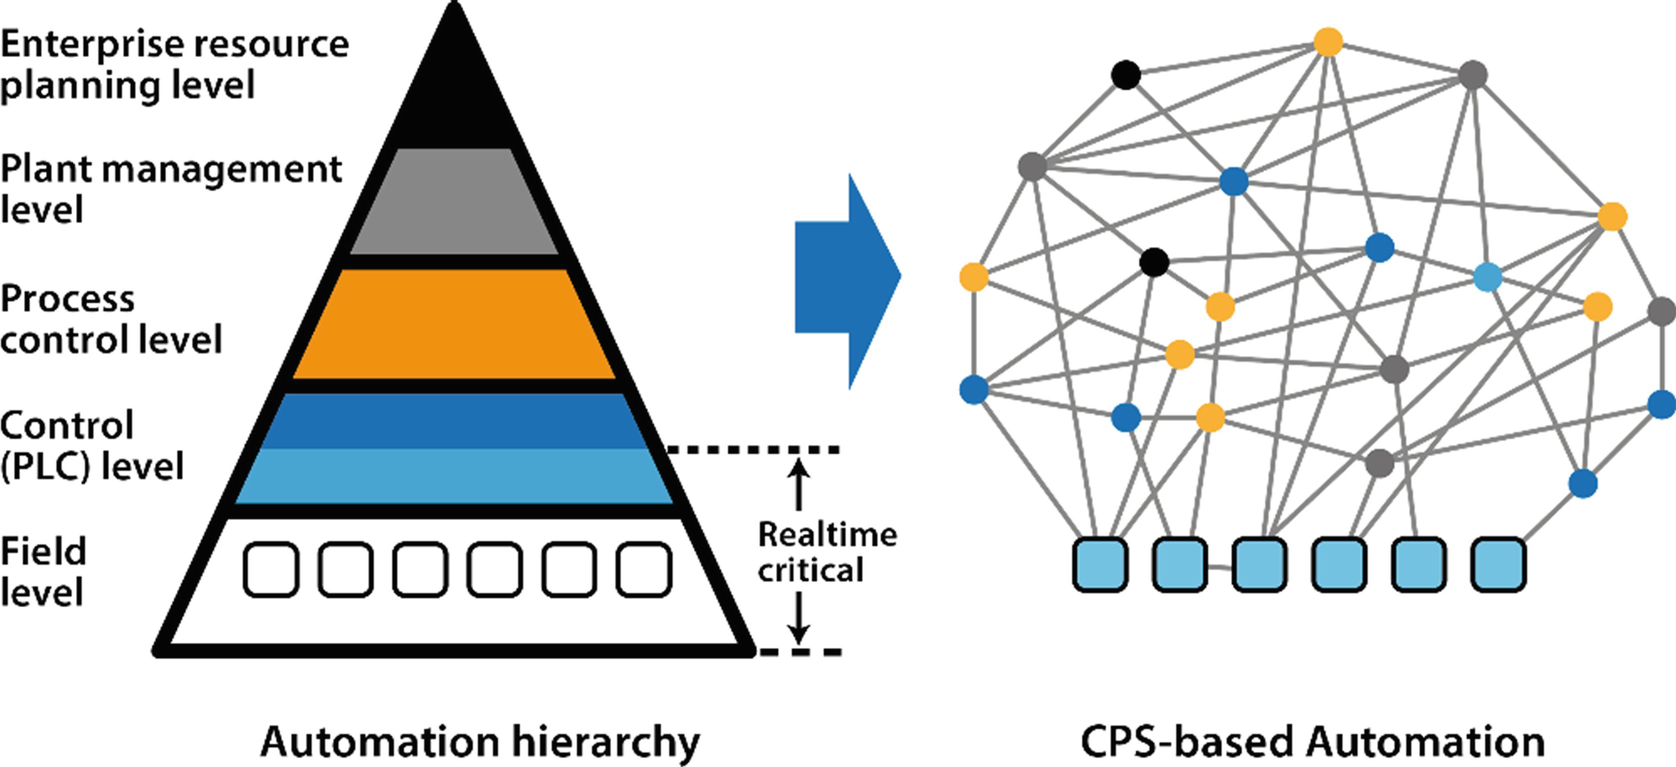 Enterprise resource
planning level
Plant management
level
Process
control level
Control
(PLC) level
Field
level
Realtime
critical
Automation hierarchy
CPS-based Automation